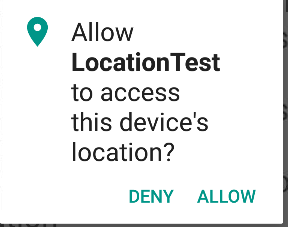 Allow
LocationTest
to access
this device's
location?
DENY ALLOW